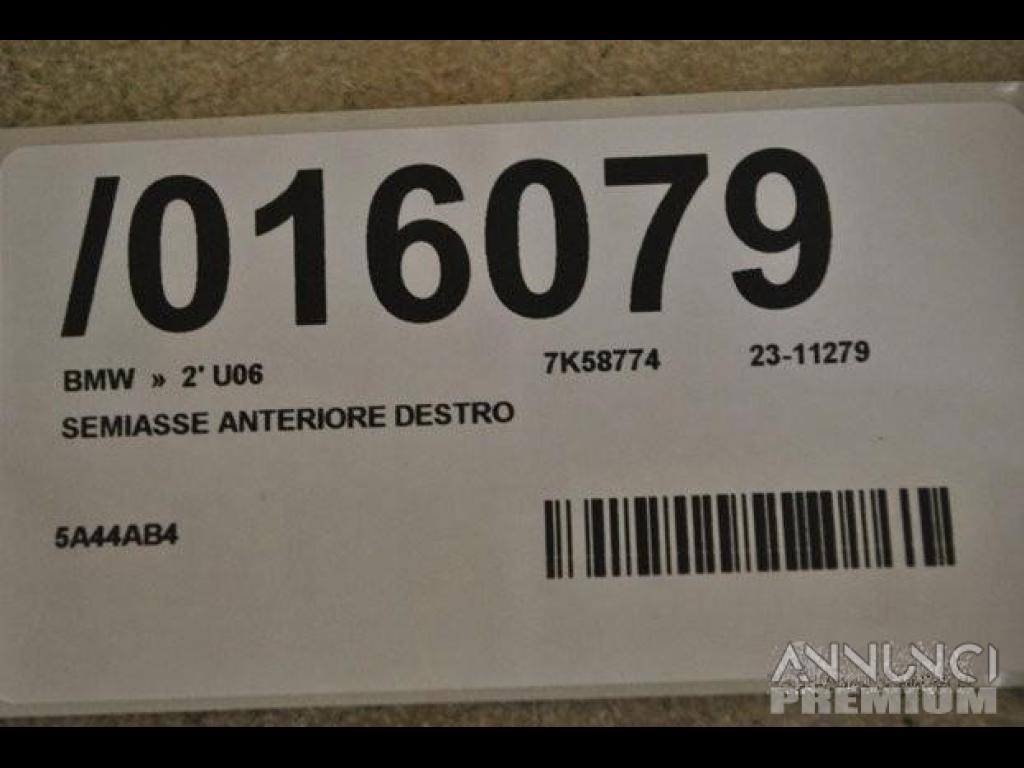 /016079
BMW » 2' U06 7K58774 23-11279
SEMIASSE ANTERIORE DESTRO
5A44AB4
ANNUNCI
PREMIUM